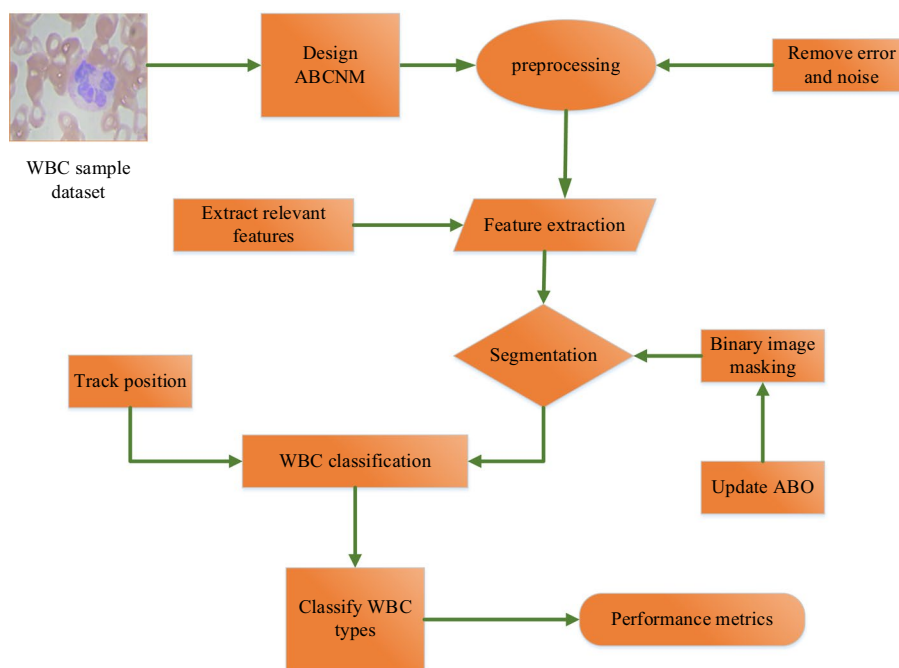 Design
ABCNM
preprocessing
Remove error
and noise
WBC sample
dataset
Extract relevant
features
Feature extraction
Segmentation
Binary image
masking
Track position
WBC classification
Update ABO
Classify WBC
types
Performance metrics